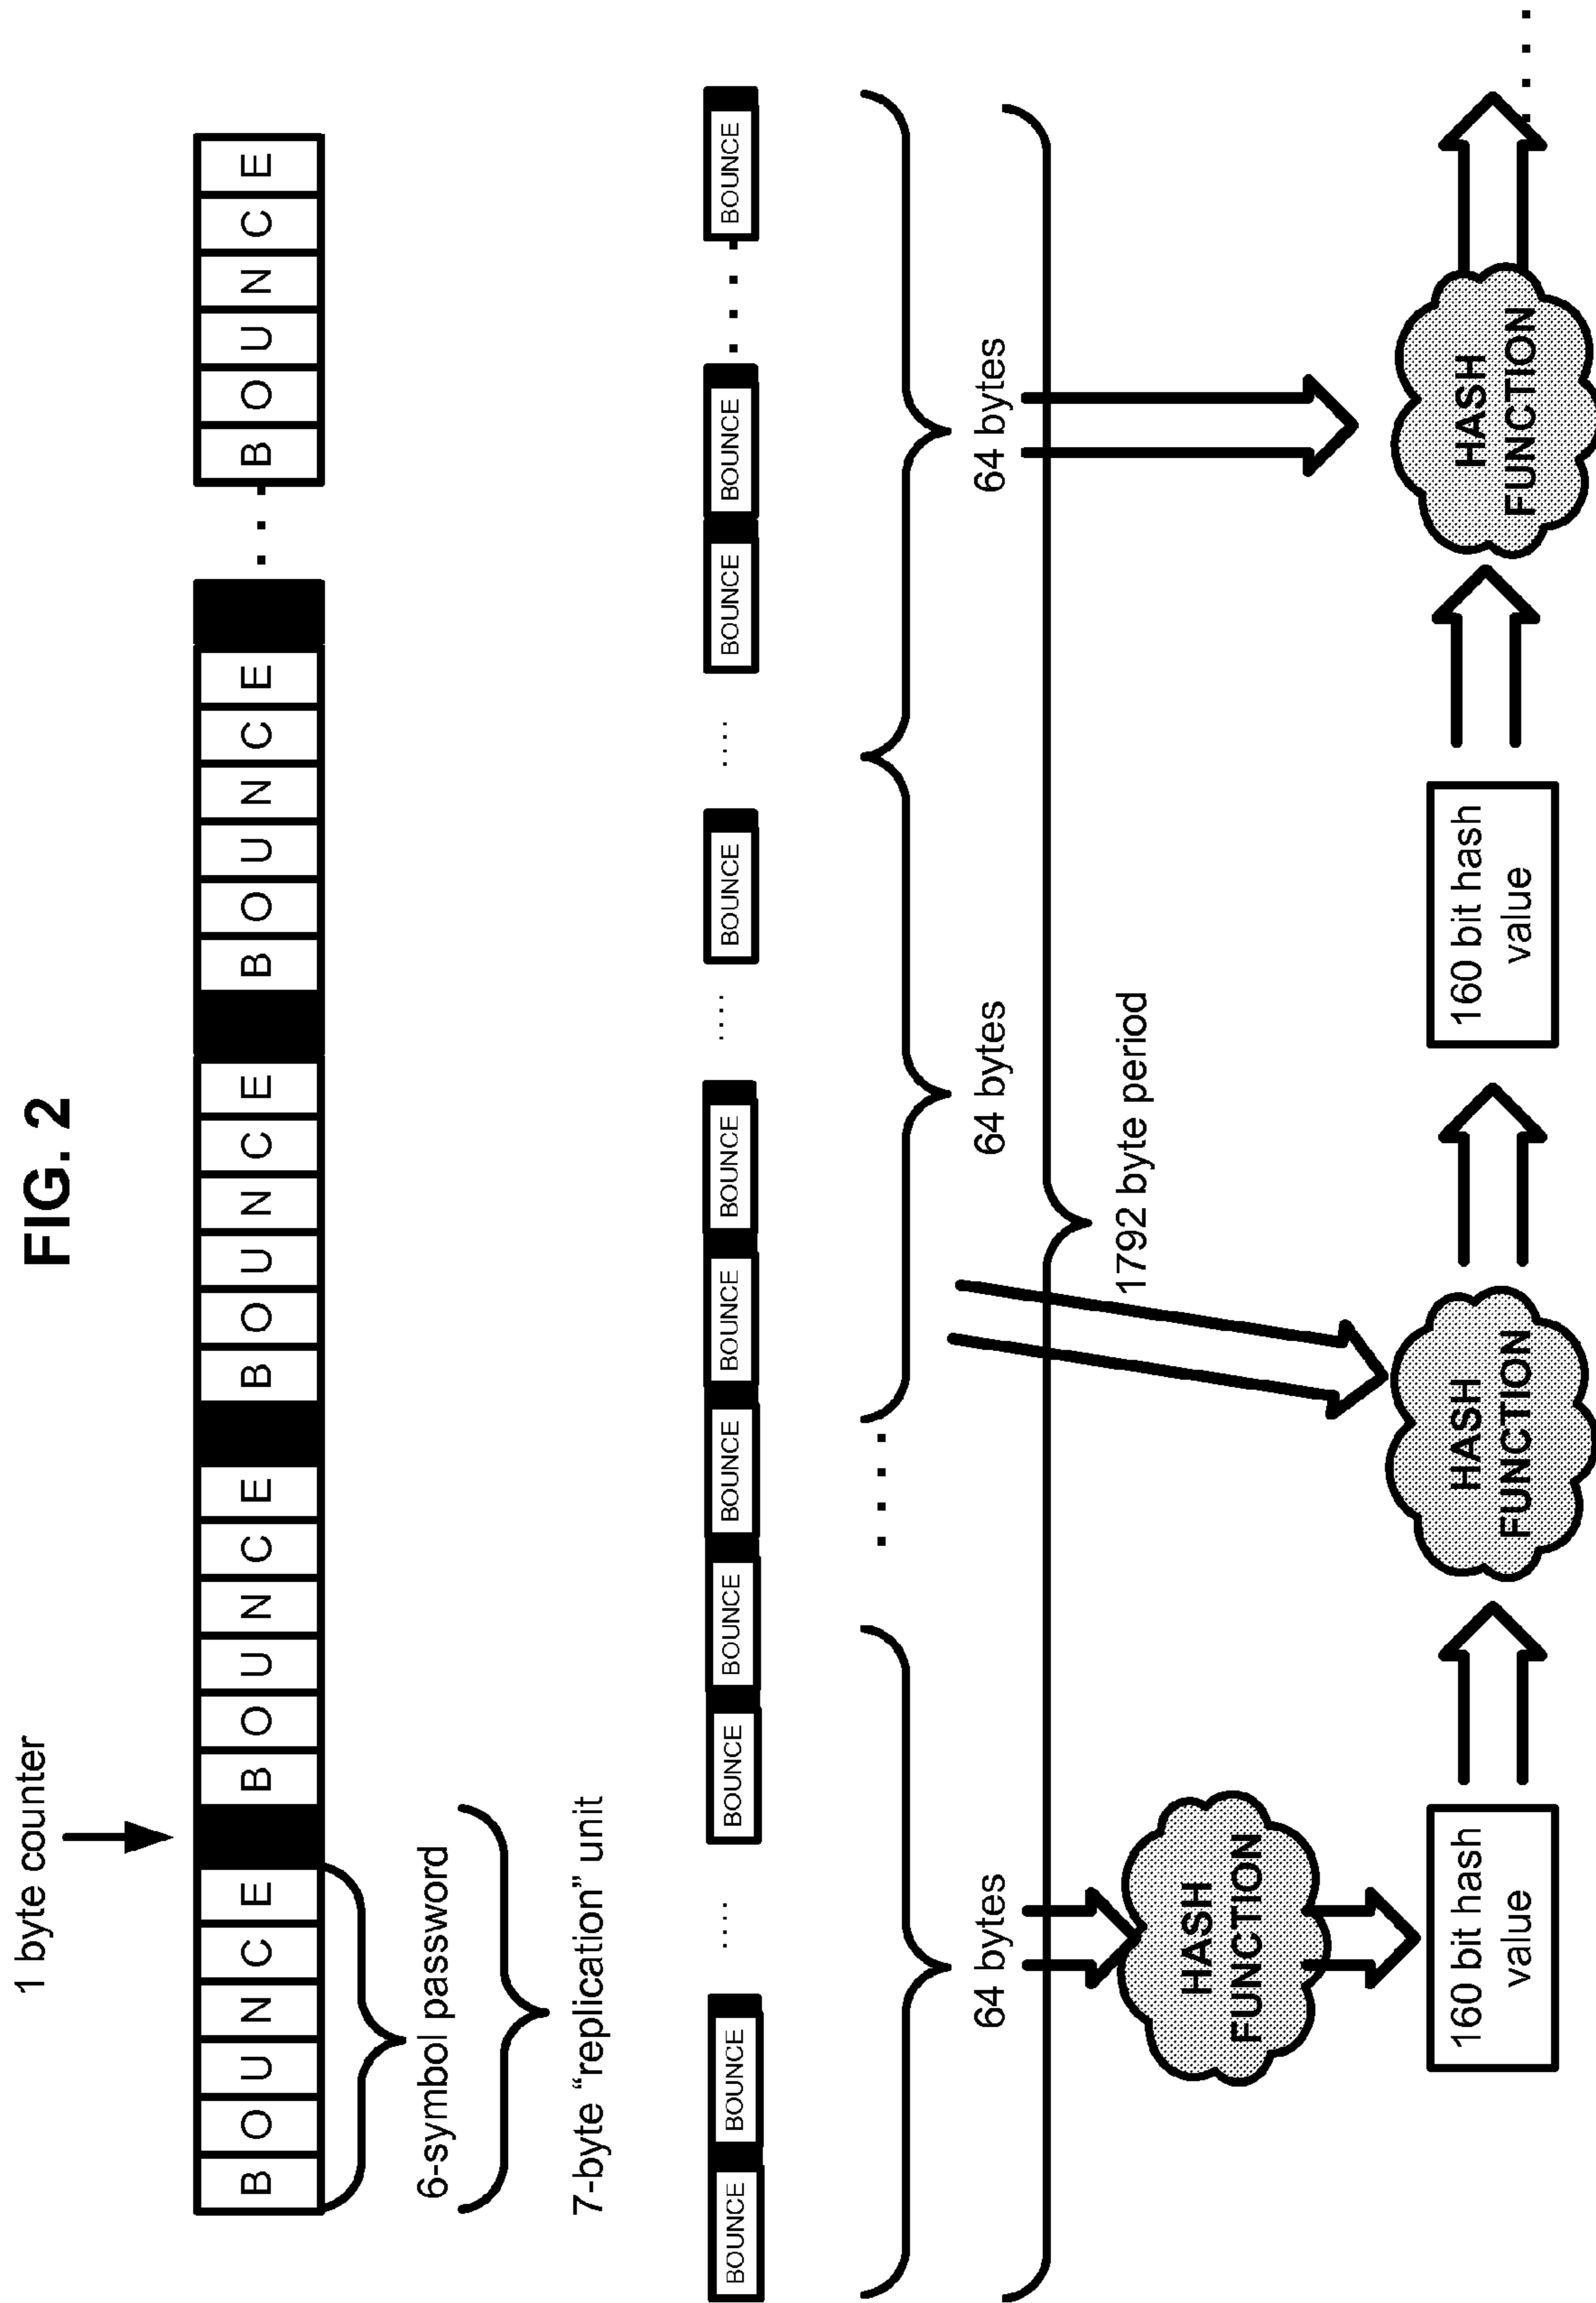 FIG. 2
1 byte counter
B O U N C E B O U N C E B O U N C E B O U N C E . . . B O U N C E
6-symbol password
7-byte “replication” unit
BOUNCE BOUNCE .... BOUNCE BOUNCE BOUNCE BOUNCE BOUNCE .... BOUNCE .... BOUNCE BOUNCE . . . . BOUNCE
. . . .
64 bytes 64 bytes 64 bytes
1792 byte period
HASH
FUNCTION
HASH
FUNCTION
HASH
FUNCTION
160 bit hash
value
160 bit hash
value
. . . .